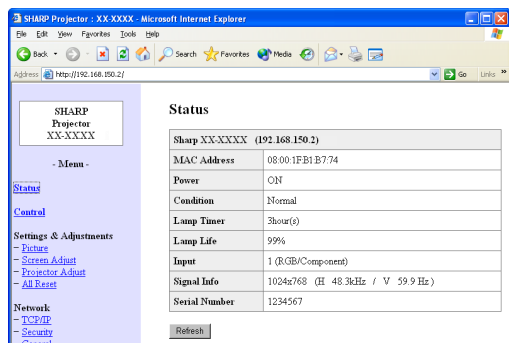 SHARP Projector : XX-XXXX - Microsoft Internet Explorer
File Edit View Favorites Tools Help
Back Search Favorites Media
Address http://192.168.150.2/ Go Links »
SHARP
Projector
XX-XXXX
- Menu -
Status
Control
Settings & Adjustments
– Picture
– Screen Adjust
– Projector Adjust
– All Reset
Network
– TCP/IP
– Security
Status
Sharp XX-XXXX (192.168.150.2)
MAC Address 08:00:1F:B1:B7:74
Power ON
Condition Normal
Lamp Timer 3hour(s)
Lamp Life 99%
Input 1 (RGB/Component)
Signal Info 1024x768 (H 48.3kHz / V 59.9 Hz )
Serial Number 1234567
Refresh